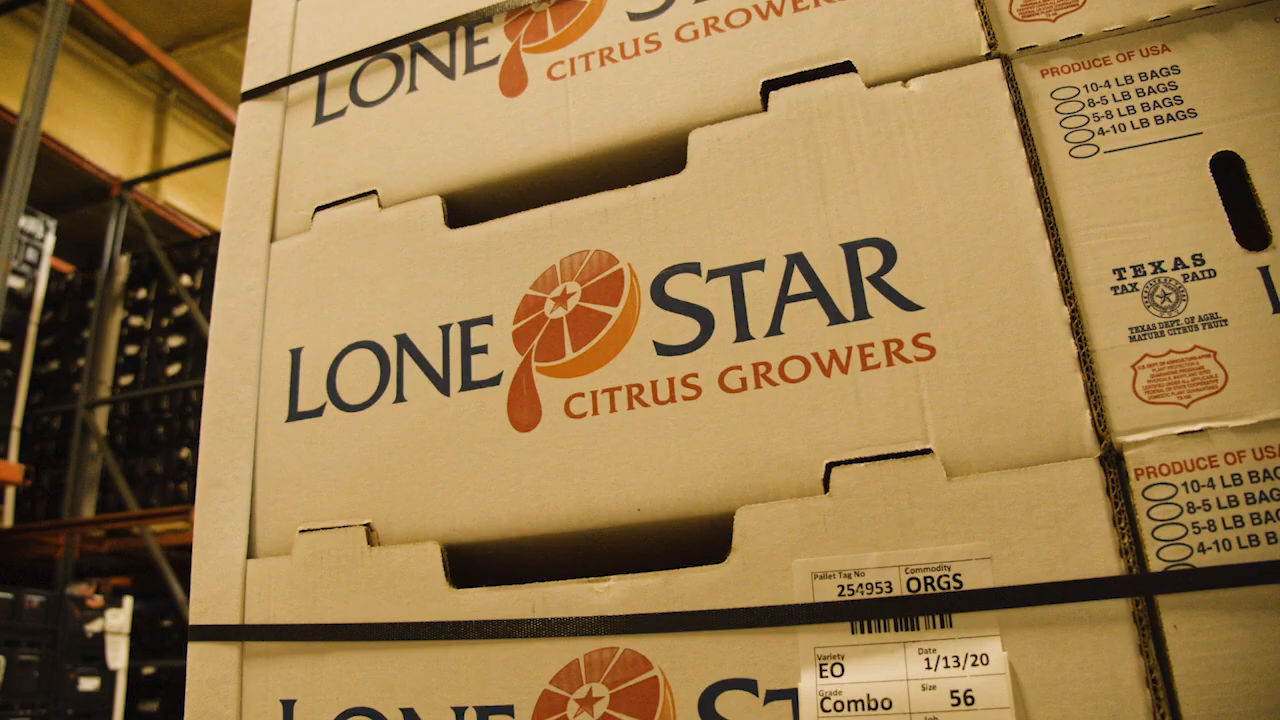 LONE
CITRUS GROWERS
LONE STAR
CITRUS GROWERS
PRODUCE OF USA
10-4 LB BAGS
8-5 LB BAGS
5-8 LB BAGS
4-10 LB BAGS
TEXAS
TAX PAID
TEXAS DEPT. OF AGRI.
MATURE CITRUS FRUIT
PRODUCE OF USA
10-4 LB BAGS
8-5 LB BAG
5-8 LB BAG
4-10 LB B
Pallet Tag No
254953
Commodity
ORGS
Variety
EO
Date
1/13/20
Grade
Combo
Size
56
LONE ST